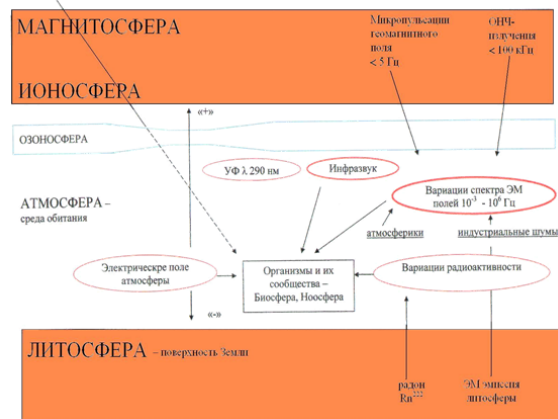 МАГНИТОСФЕРА
Микропульсации
геомагнитного
поля
< 5 Гц
ОНЧ-
излучения
< 100 кГц
ИОНОСФЕРА
«+»
ОЗОНОСФЕРА
УФ λ 290 нм
Инфразвук
АТМОСФЕРА –
среда обитания
Вариации спектра ЭМ
полей 10⁻³ - 10⁶ Гц
атмосферики
индустриальные шумы
Электрическре поле
атмосферы
Организмы и их
сообщества –
Биосфера, Ноосфера
Вариации радиоактивности
«-»
ЛИТОСФЕРА – поверхность Земли
радон
Rn²²²
ЭМ эмиссия
литосферы